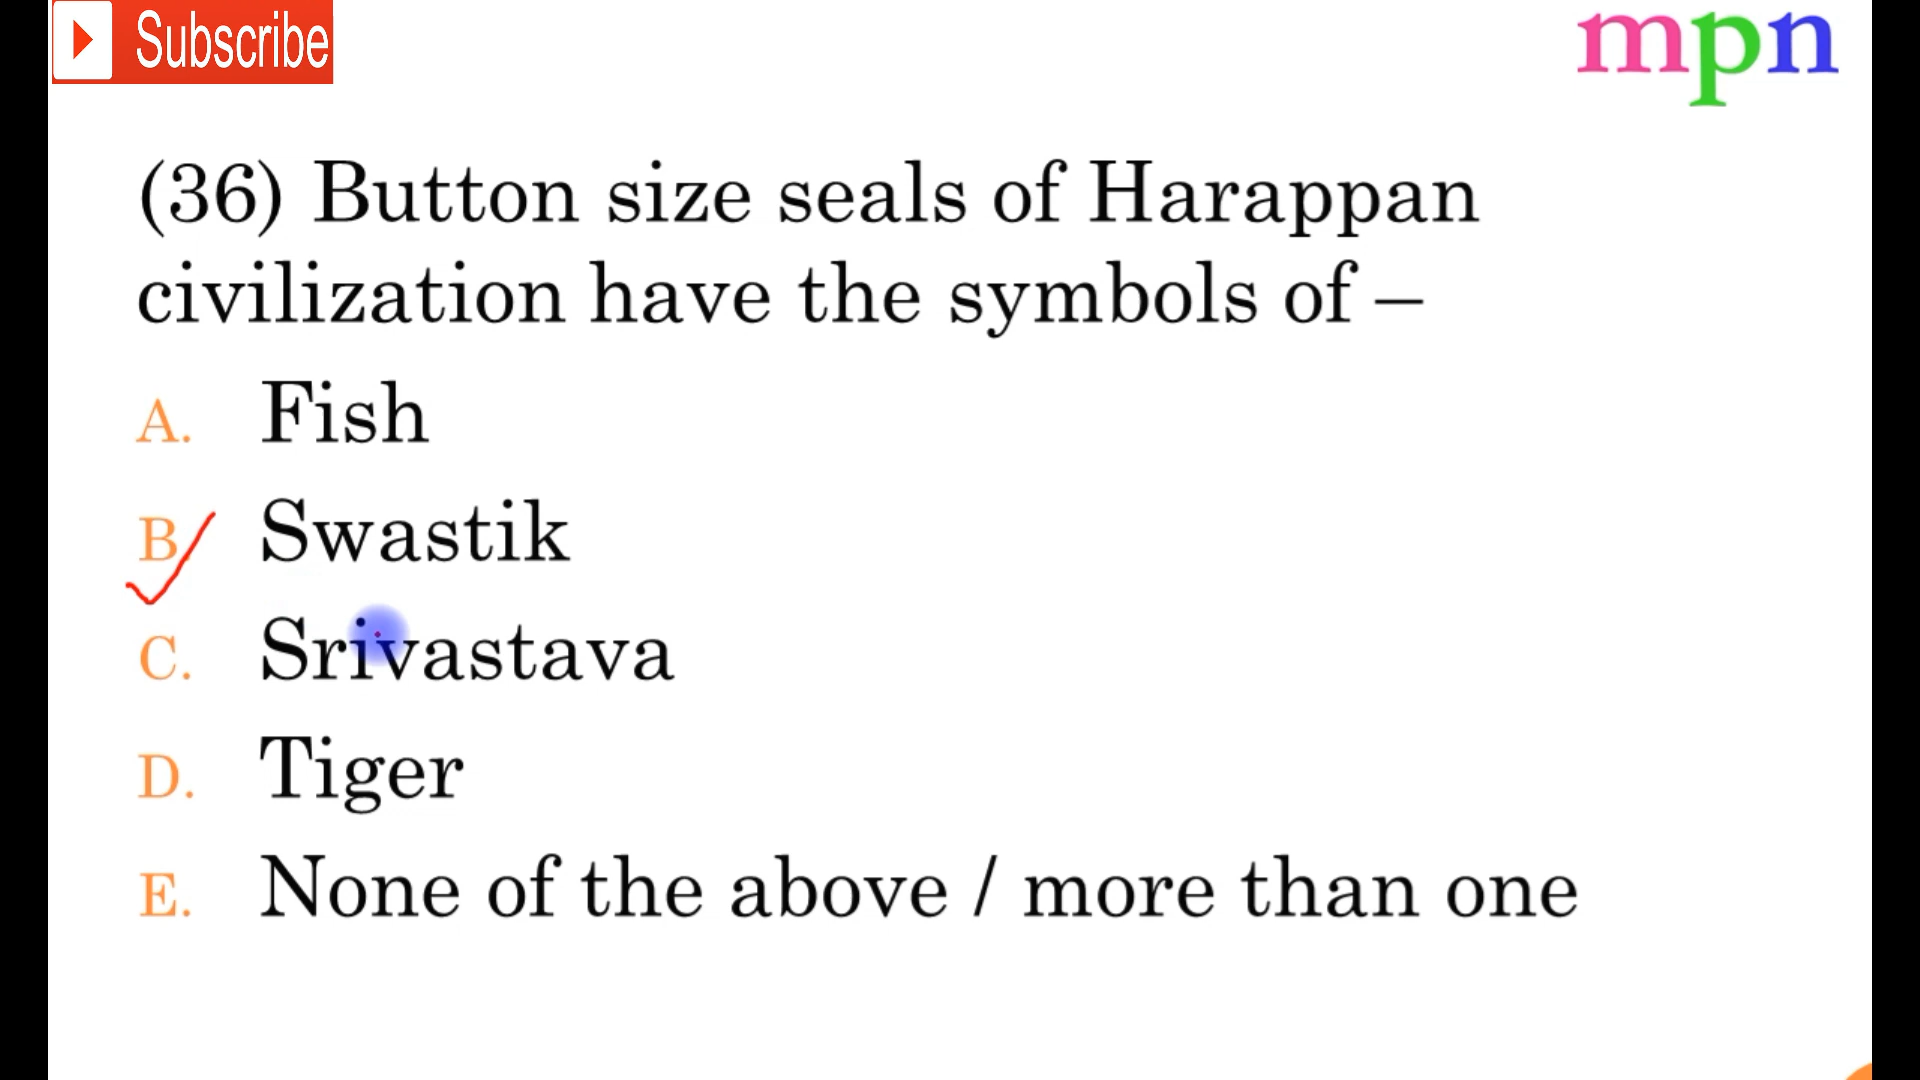 Subscribe
mpn
(36) Button size seals of Harappan
civilization have the symbols of –
A. Fish
B. Swastik
C. Srivastava
D. Tiger
E. None of the above / more than one